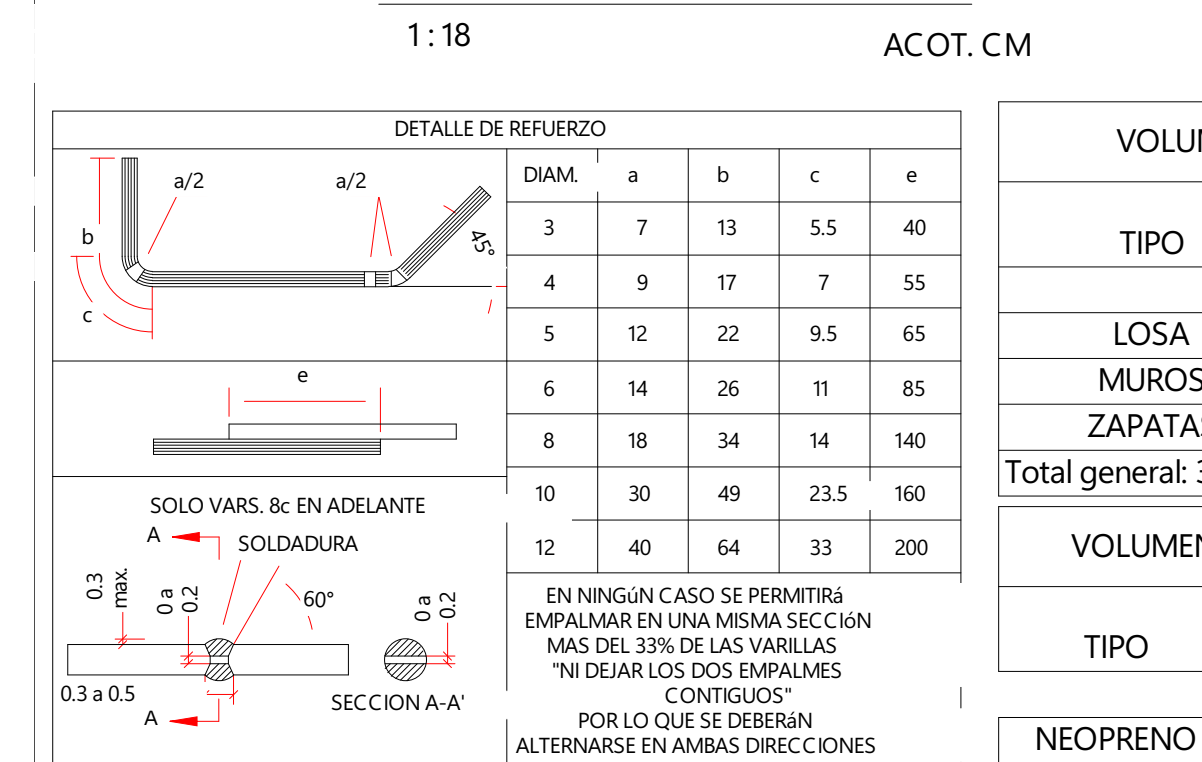 1:18
ACOT. CM
DETALLE DE REFUERZO
a/2 a/2
b
c
45°
DIAM. a b c e
3 7 13 5.5 40
4 9 17 7 55
5 12 22 9.5 65
6 14 26 11 85
8 18 34 14 140
10 30 49 23.5 160
12 40 64 33 200
e
SOLO VARS. 8c EN ADELANTE
A
SOLDADURA
0.3
max.
0 a
0.2
60°
0 a
0.2
0.3 a 0.5
A
SECCION A-A'
EN NINGúN CASO SE PERMITIRá
EMPALMAR EN UNA MISMA SECCIóN
MAS DEL 33% DE LAS VARILLAS
"NI DEJAR LOS DOS EMPALMES
CONTIGUOS"
POR LO QUE SE DEBERáN
ALTERNARSE EN AMBAS DIRECCIONES
TIPO
LOSA
MUROS
ZAPATAS
Total general:
TIPO
NEOPRENO